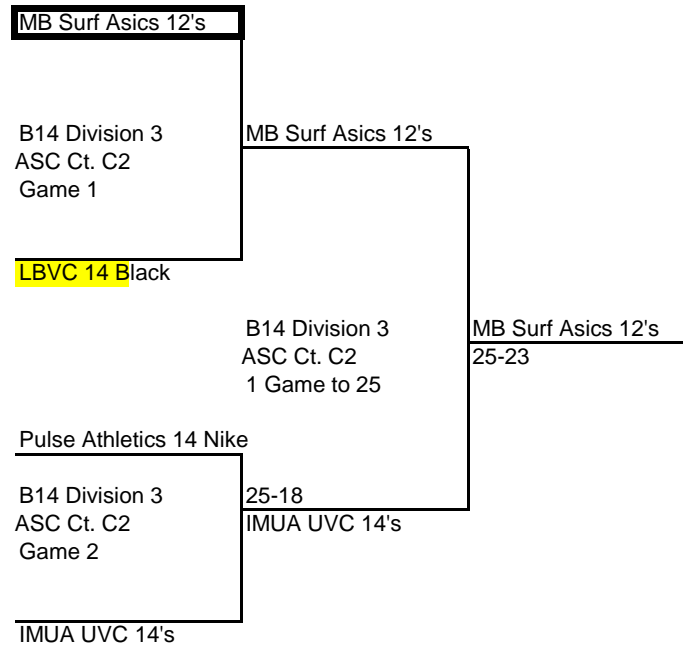 MB Surf Asics 12's
B14 Division 3
ASC Ct. C2
Game 1
MB Surf Asics 12's
LBVC 14 Black
B14 Division 3
ASC Ct. C2
1 Game to 25
MB Surf Asics 12's
25-23
Pulse Athletics 14 Nike
B14 Division 3
ASC Ct. C2
Game 2
25-18
IMUA UVC 14's
IMUA UVC 14's